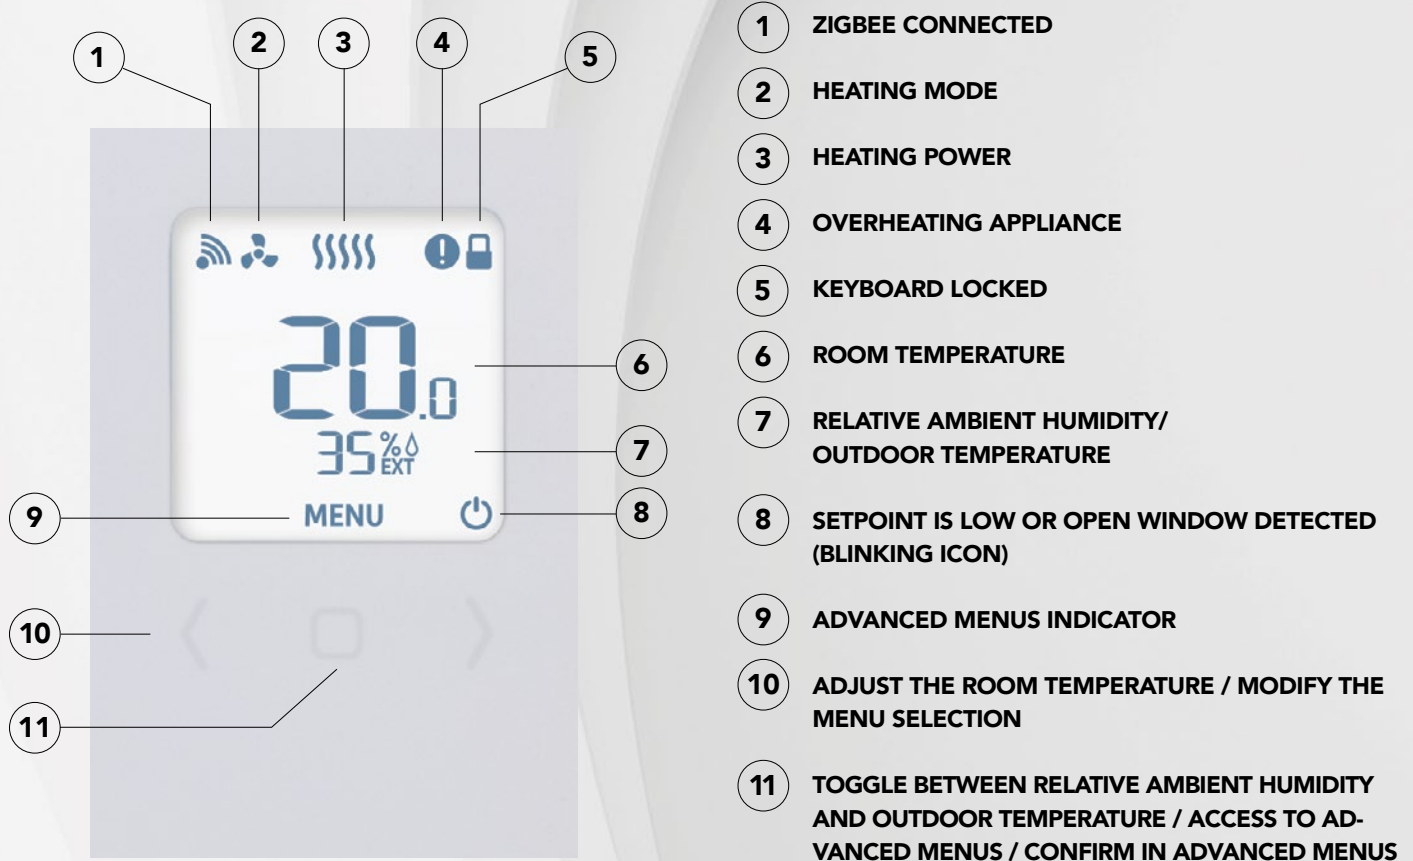 1
2
3
4
5
20.0
35 %
EXT
MENU
6
7
8
9
10
11
1 ZIGBEE CONNECTED
2 HEATING MODE
3 HEATING POWER
4 OVERHEATING APPLIANCE
5 KEYBOARD LOCKED
6 ROOM TEMPERATURE
7 RELATIVE AMBIENT HUMIDITY/
OUTDOOR TEMPERATURE
8 SETPOINT IS LOW OR OPEN WINDOW DETECTED
(BLINKING ICON)
9 ADVANCED MENUS INDICATOR
10 ADJUST THE ROOM TEMPERATURE / MODIFY THE
MENU SELECTION
11 TOGGLE BETWEEN RELATIVE AMBIENT HUMIDITY
AND OUTDOOR TEMPERATURE / ACCESS TO AD-
VANCED MENUS / CONFIRM IN ADVANCED MENUS